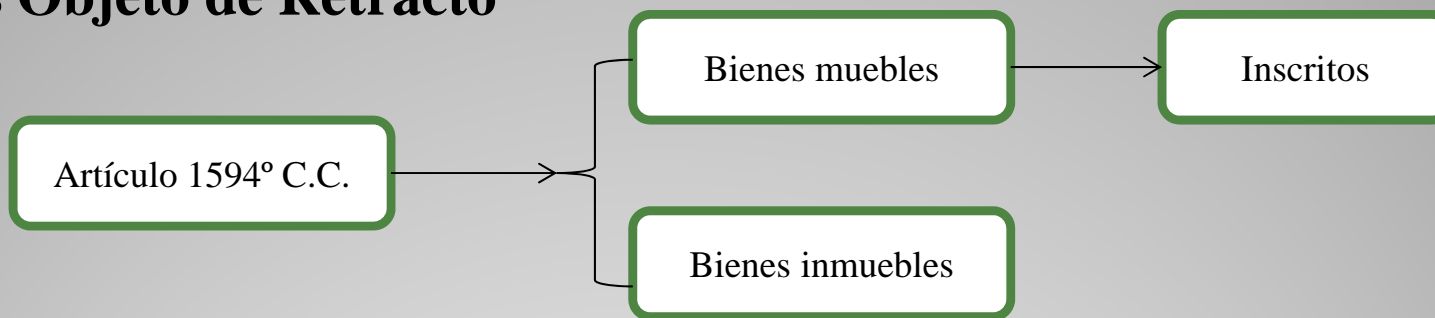 Objeto de Retracto
Bienes muebles
Inscritos
Artículo 1594º C.C.
Bienes inmuebles